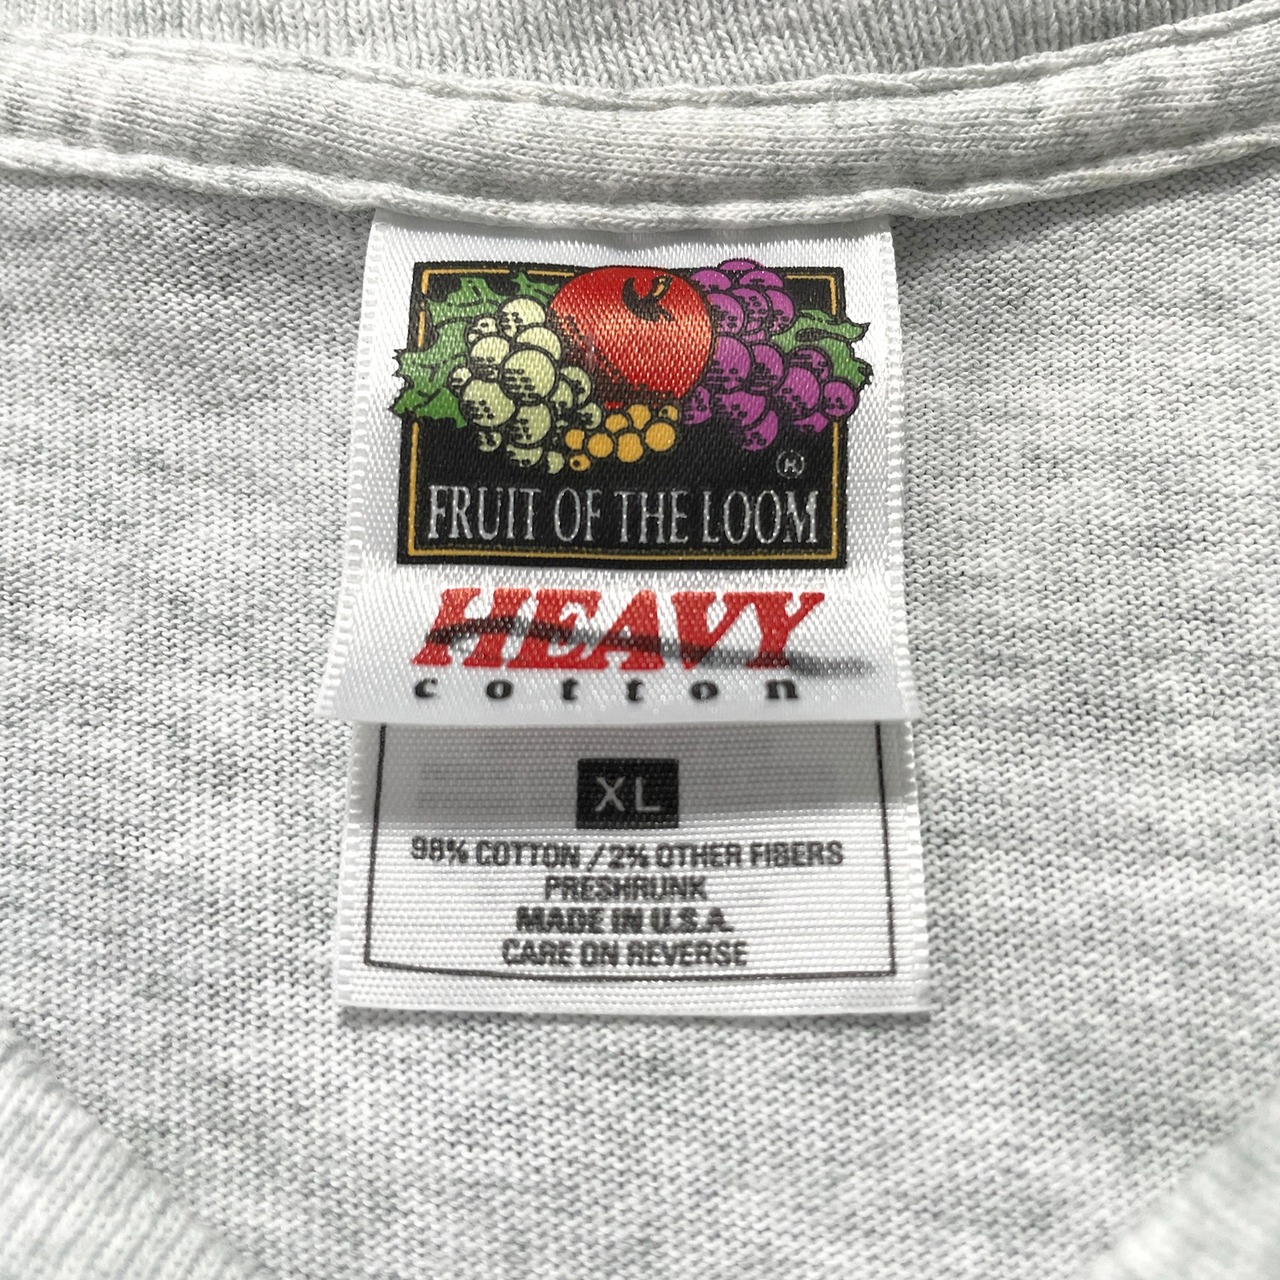 ®
FRUIT OF THE LOOM
HEAVY
cotton
XL
98% COTTON / 2% OTHER FIBERS
PRESHRUNK
MADE IN U.S.A.
CARE ON REVERSE